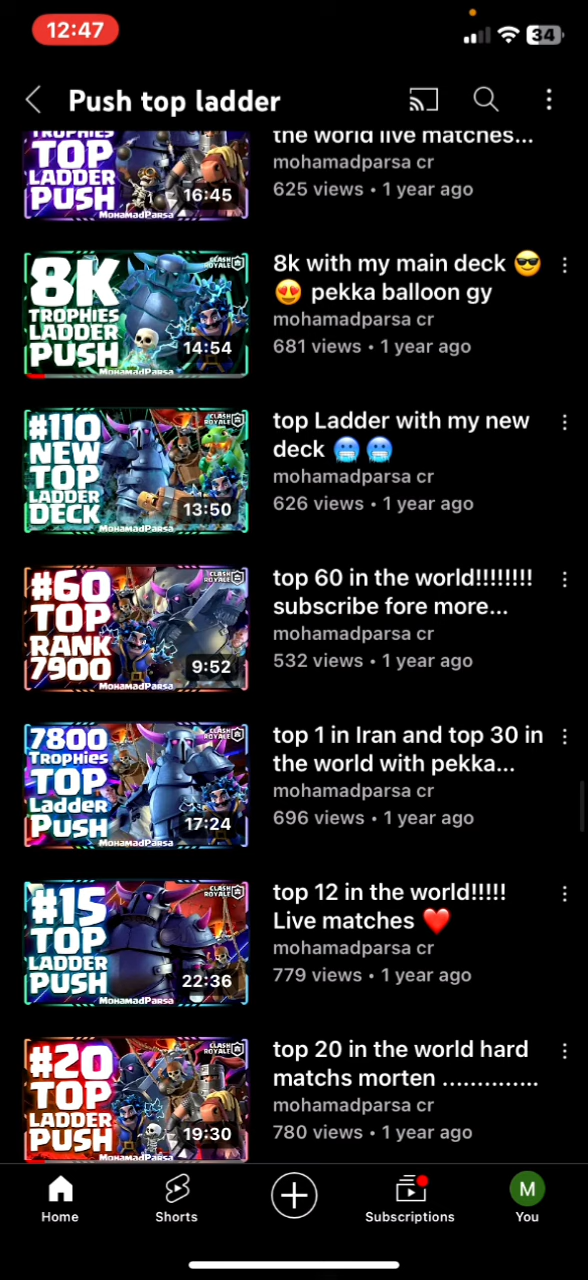 12:47
34
Push top ladder
TROPHIES
TOP
LADDER
PUSH
16:45
MOHAMADPARSA
the world live matches...
mohamadparsa cr
625 views • 1 year ago
8K
TROPHIES
LADDER
PUSH
CLASH
ROYALE
14:54
MOHAMADPARSA
8k with my main deck 😎
😍 pekka balloon gy
mohamadparsa cr
681 views • 1 year ago
#110
NEW
TOP
LADDER
DECK
CLASH
ROYALE
13:50
MOHAMADPARSA
top Ladder with my new
deck 🥶🥶
mohamadparsa cr
626 views • 1 year ago
#60
TOP
RANK
7900
CLASH
ROYALE
9:52
MOHAMADPARSA
top 60 in the world!!!!!!!!
subscribe fore more...
mohamadparsa cr
532 views • 1 year ago
7800
TROPHIES
TOP
LADDER
PUSH
CLASH
ROYALE
17:24
MOHAMADPARSA
top 1 in Iran and top 30 in
the world with pekka...
mohamadparsa cr
696 views • 1 year ago
#15
TOP
LADDER
PUSH
CLASH
ROYALE
22:36
MOHAMADPARSA
top 12 in the world!!!!!
Live matches ❤️
mohamadparsa cr
779 views • 1 year ago
#20
TOP
LADDER
PUSH
CLASH
ROYALE
19:30
MOHAMADPARSA
top 20 in the world hard
matchs morten ..............
mohamadparsa cr
780 views • 1 year ago
Home
Shorts
Subscriptions
M
You